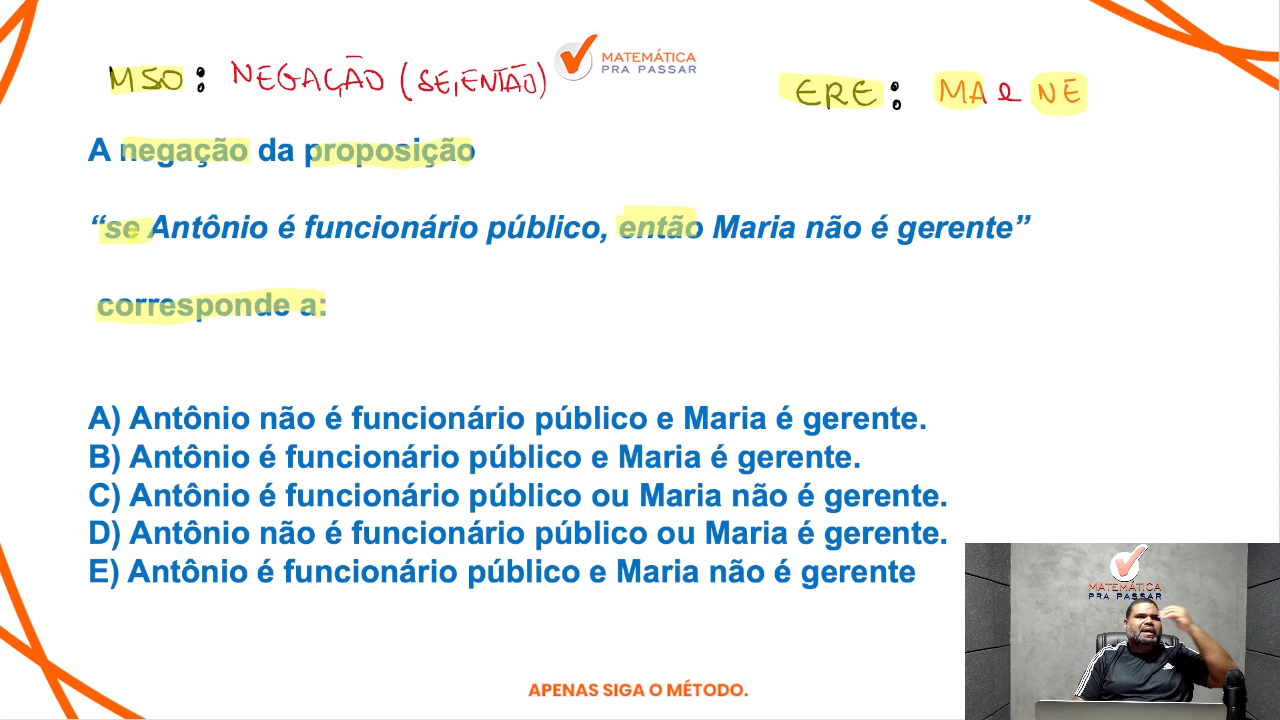 MSO: NEGAÇÃO (SE, ENTÃO)
MATEMÁTICA
PRA PASSAR
ERE: MA e NE
A negação da proposição
“se Antônio é funcionário público, então Maria não é gerente”
corresponde a:
A) Antônio não é funcionário público e Maria é gerente.
B) Antônio é funcionário público e Maria é gerente.
C) Antônio é funcionário público ou Maria não é gerente.
D) Antônio não é funcionário público ou Maria é gerente.
E) Antônio é funcionário público e Maria não é gerente
MATEMÁTICA
PRA PASSAR
APENAS SIGA O MÉTODO.